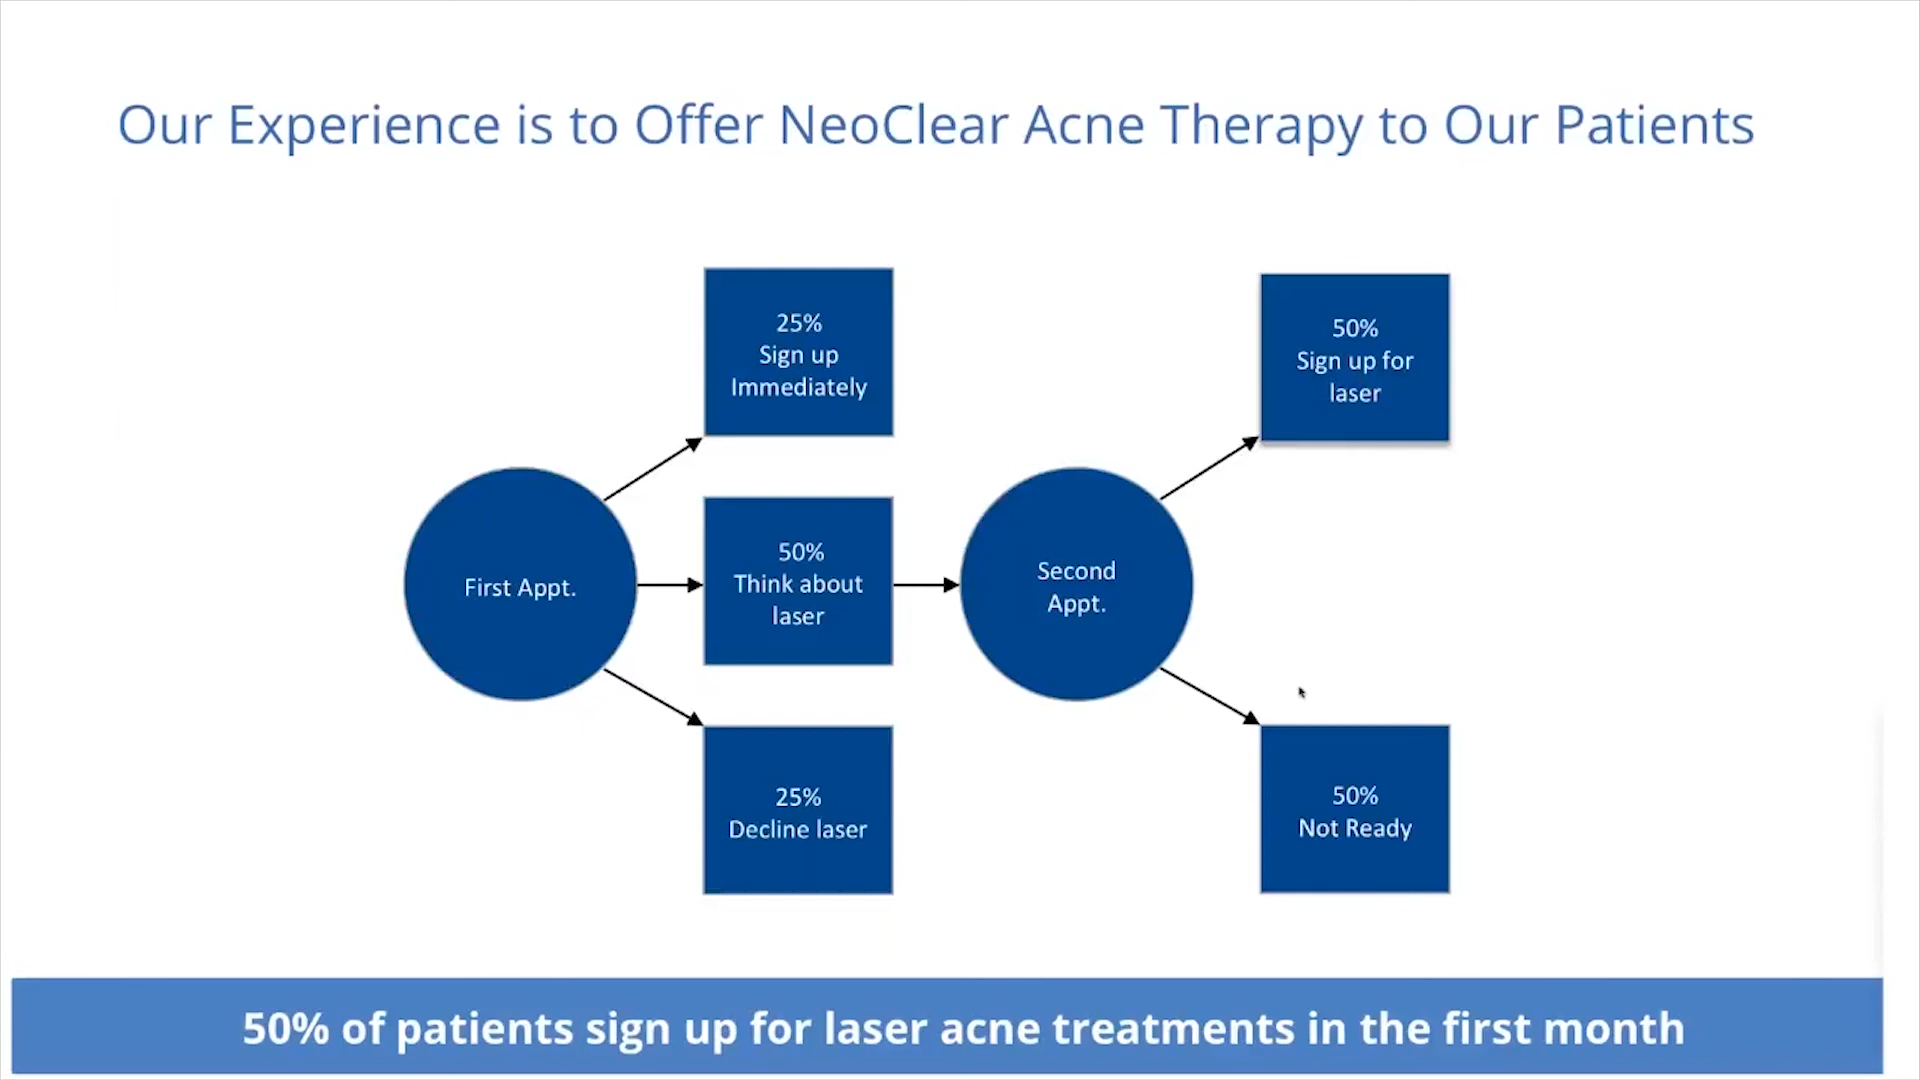 Our Experience is to Offer NeoClear Acne Therapy to Our Patients
25%
Sign up
Immediately
50%
Sign up for
laser
First Appt.
50%
Think about
laser
Second
Appt.
25%
Decline laser
50%
Not Ready
50% of patients sign up for laser acne treatments in the first month